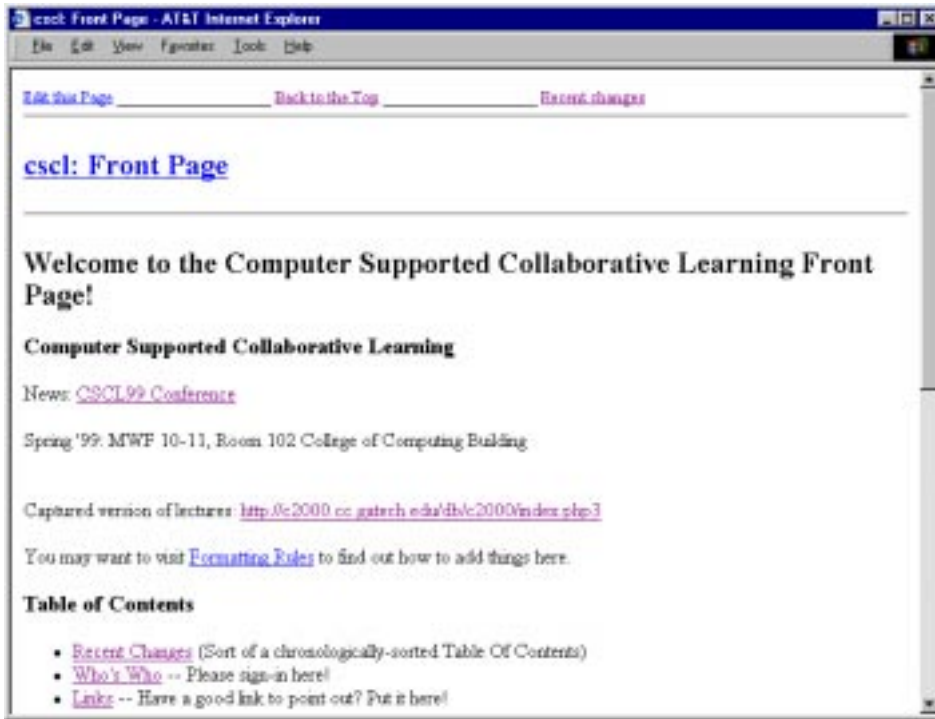 cscl: Front Page - AT&T Internet Explorer
File Edit View Favorites Tools Help
Edit this Page Back to the Top Recent changes
cscl: Front Page
Welcome to the Computer Supported Collaborative Learning Front
Page!
Computer Supported Collaborative Learning
News: CSCL99 Conference
Spring '99: MWF 10-11, Room 102 College of Computing Building
Captured version of lectures: http://c2000.cc.gatech.edu/db/c2000/index.php3
You may want to visit Formatting Rules to find out how to add things here.
Table of Contents
• Recent Changes (Sort of a chronologically-sorted Table Of Contents)
• Who's Who -- Please sign-in here!
• Links -- Have a good link to point out? Put it here!